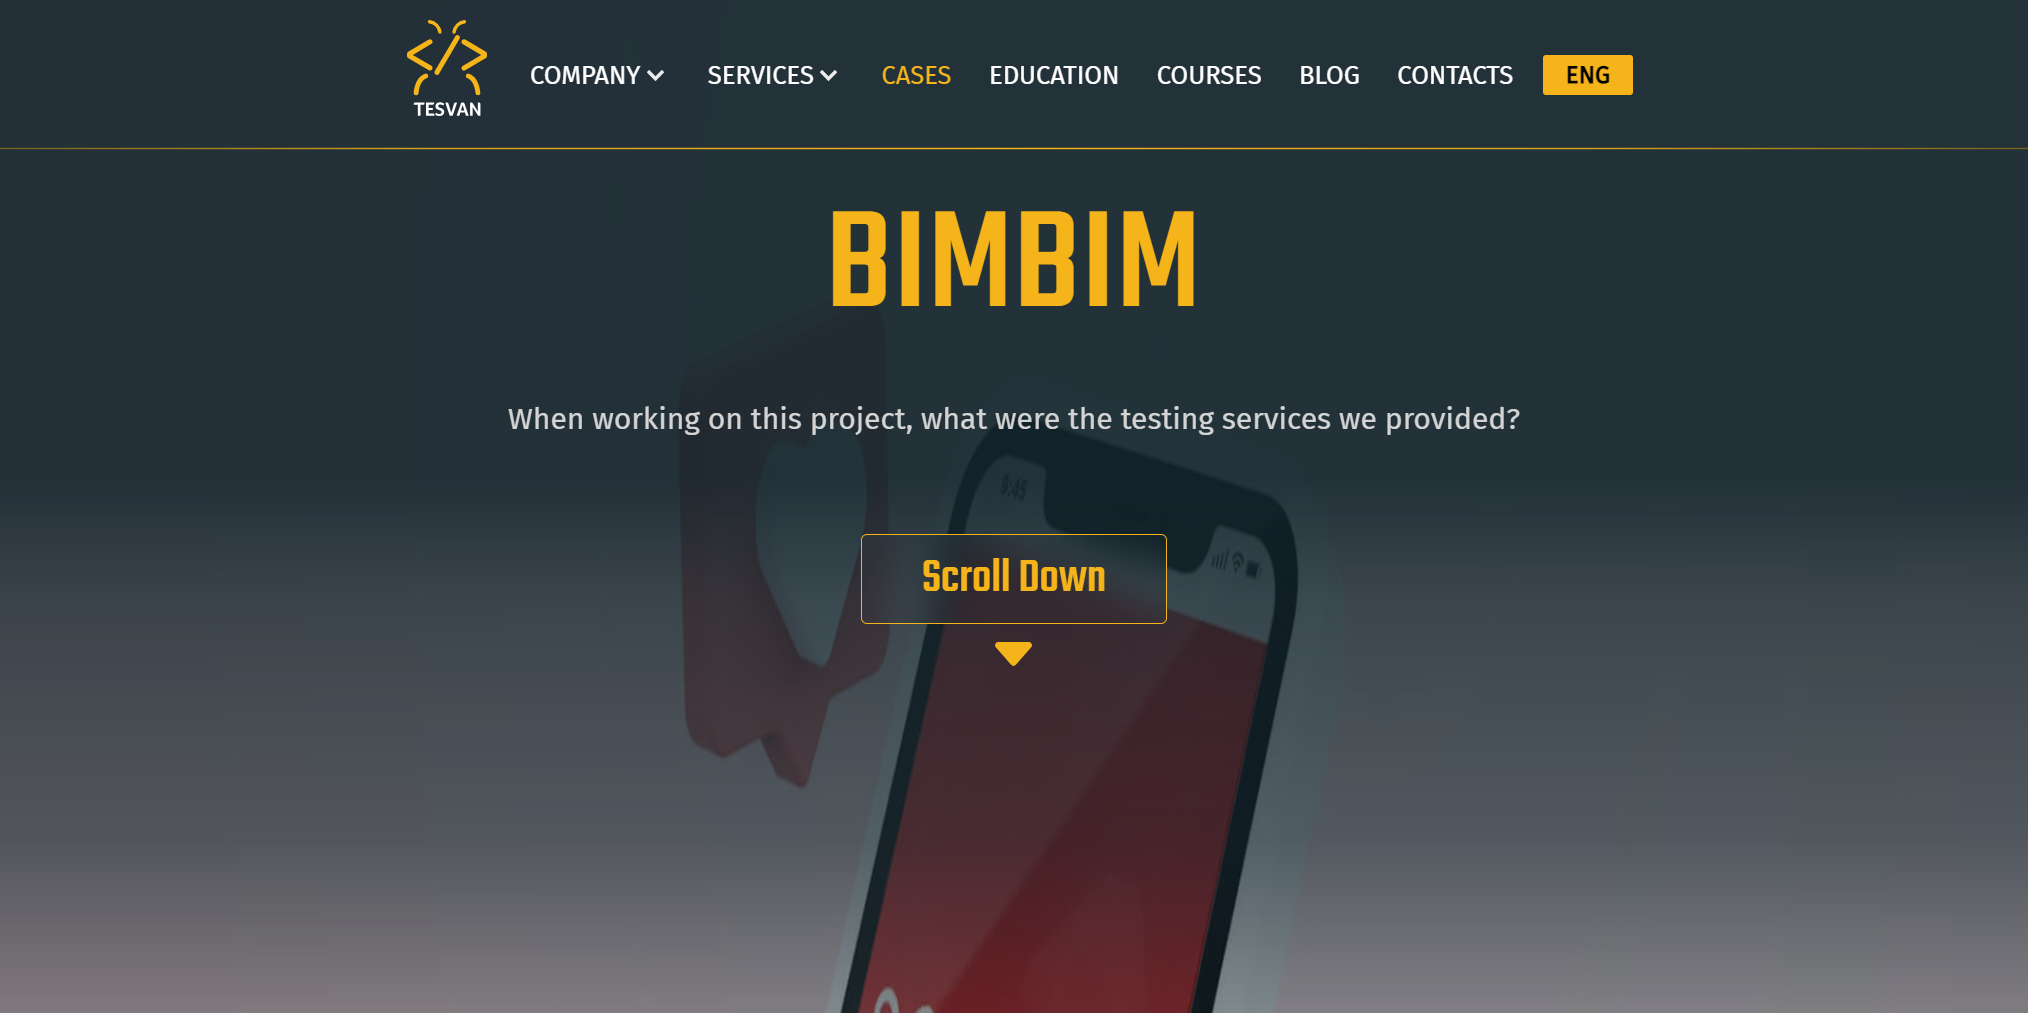 TESVAN
COMPANY SERVICES CASES EDUCATION COURSES BLOG CONTACTS ENG
BIMBIM
When working on this project, what were the testing services we provided?
9:45
Scroll Down